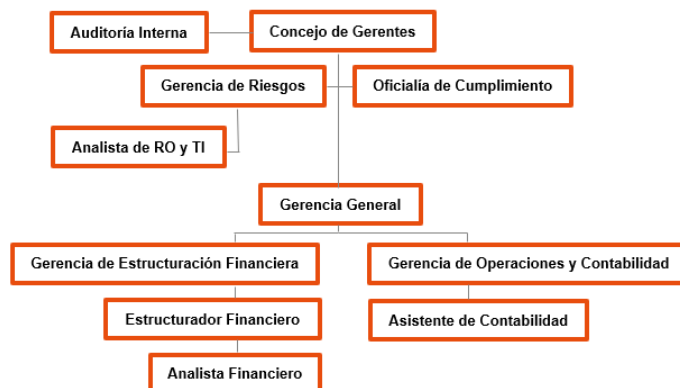 Auditoría Interna
Concejo de Gerentes
Gerencia de Riesgos
Oficialía de Cumplimiento
Analista de RO y TI
Gerencia General
Gerencia de Estructuración Financiera
Gerencia de Operaciones y Contabilidad
Estructurador Financiero
Asistente de Contabilidad
Analista Financiero